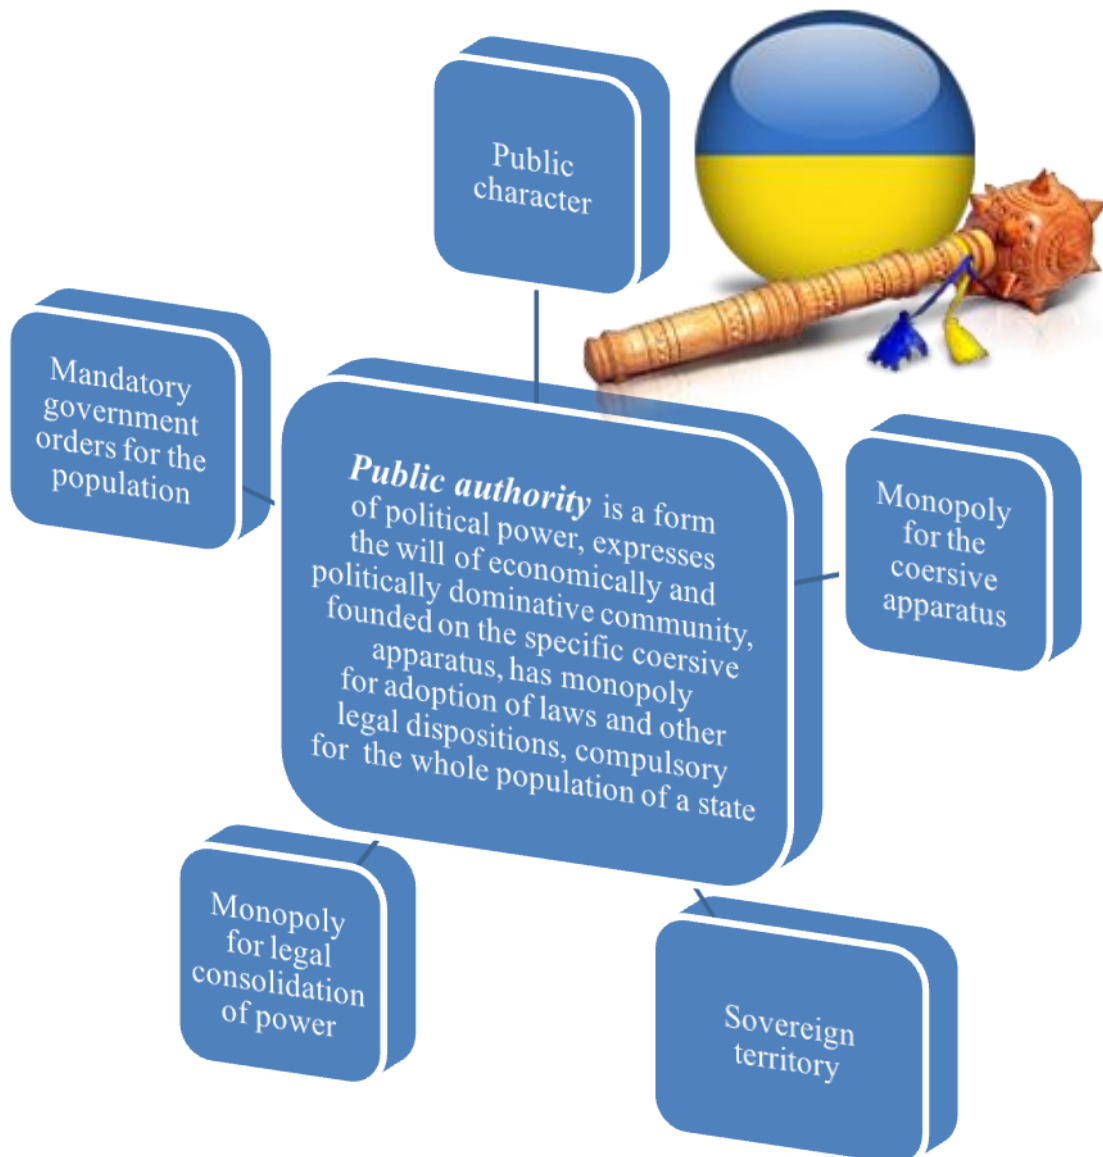 Public
character
Mandatory
government
orders for the
population
Public authority is a form
of political power, expresses
the will of economically and
politically dominative community,
founded on the specific coersive
apparatus, has monopoly
for adoption of laws and other
legal dispositions, compulsory
for the whole population of a state
Monopoly
for the
coersive
apparatus
Monopoly
for legal
consolidation
of power
Sovereign
territory